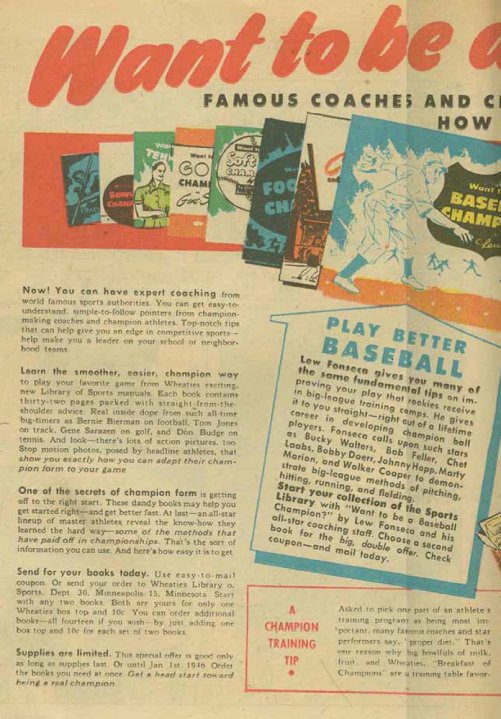 Want to be a
FAMOUS COACHES AND C
HOW
Want
TEN
BOWL
CHAMP
Want t
GO
CHAMP
Want to
Soft
CHAMP
FOO
CHA
Want
BASE
CHAMP
Now! You can have expert coaching from
world famous sports authorities. You can get easy-to-
understand, simple-to-follow pointers from champion-
making coaches and champion athletes. Top-notch tips
that can help give you an edge in competitive sports—
help make you a leader on your school or neighbor-
hood teams.
Learn the smoother, easier, champion way
to play your favorite game from Wheaties exciting,
new Library of Sports manuals. Each book contains
thirty-two pages packed with straight-from-the-
shoulder advice. Real inside dope from such all-time
big-timers as Bernie Bierman on football, Tom Jones
on track, Gene Sarazen on golf, and Don Budge on
tennis. And look—there's lots of action pictures, too
Stop motion photos, posed by headline athletes, that
show you exactly how you can adapt their cham-
pion form to your game
One of the secrets of champion form is getting
off to the right start. These dandy books may help you
get started right—and get better fast. At last—an all-star
lineup of master athletes reveal the know-how they
learned the hard way—some of the methods that
have paid off in championships. That's the sort of
information you can use. And here's how easy it is to get
Send for your books today. Use easy-to-mail
coupon. Or send your order to Wheaties Library o.
Sports, Dept 30, Minneapolis 15, Minnesota. Start
with any two books. Both are yours for only one
Wheaties box top and 10c. You can order additional
books—all fourteen if you wish—by just adding one
box top and 10c for each set of two books.
Supplies are limited. This special offer is good only
as long as supplies last. Or until Jan 1st, 1946 Order
the books you need at once. Get a head start toward
being a real champion.
PLAY BETTER
BASEBALL
Lew Fonseca gives you many of
the same fundamental tips on im-
proving your play that rookies receive
in big-league training camps. He gives
it to you straight—right out of a lifetime
career in developing champion ball
players. Fonseca calls upon such stars
as Bucky Walters, Bob Feller, Chet
Laabs, Bobby Doerr, Johnny Hopp, Marty
Marion, and Walker Cooper to demon-
strate big-league methods of pitching,
hitting, running, and fielding.
Start your collection of the Sports
Library with "Want to be a Baseball
Champion?" by Lew Fonseca and his
all-star coaching staff. Choose a second
book for the big, double offer. Check
coupon—and mail today.
A
CHAMPION
TRAINING
TIP
Asked to pick one part of an athlete's
training program as being most im-
portant, many famous coaches and star
performers say, "proper diet." That's
one reason why big bowlfuls of milk,
fruit, and Wheaties, "Breakfast of
Champions" are a training table favor-